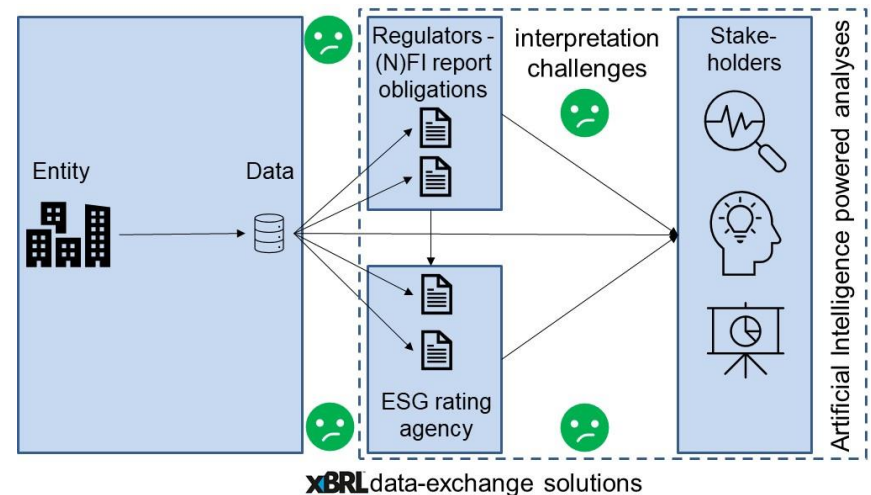 Entity
Data
Regulators -
(N)FI report
obligations
interpretation
challenges
Stake-
holders
ESG rating
agency
Artificial Intelligence powered analyses
XBRL data-exchange solutions